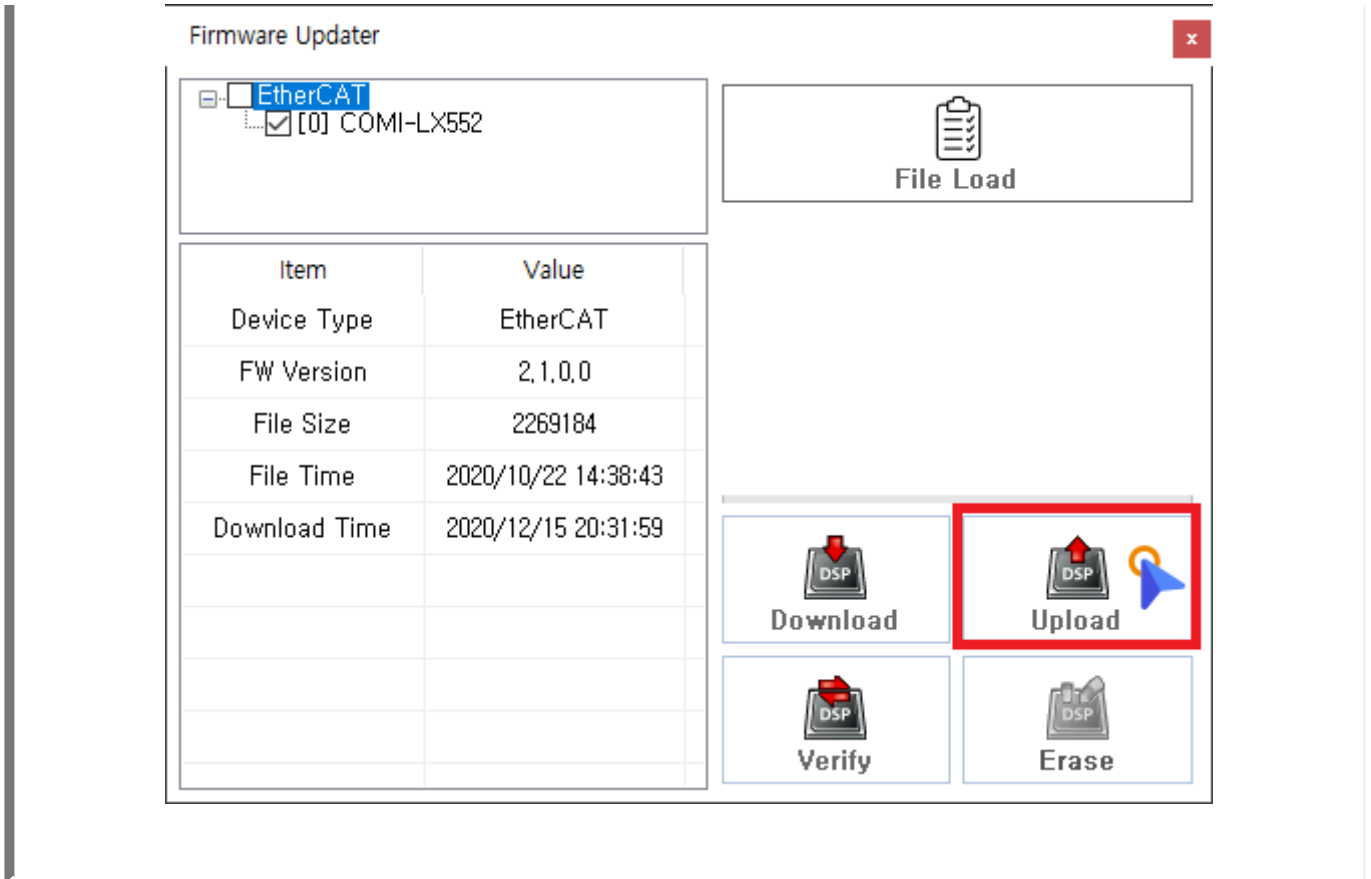 Firmware Updater
x
EtherCAT
[0] COMI-LX552
File Load
Item Value
Device Type EtherCAT
FW Version 2,1,0,0
File Size 2269184
File Time 2020/10/22 14:38:43
Download Time 2020/12/15 20:31:59
DSP
Download
DSP
Upload
DSP
Verify
DSP
Erase